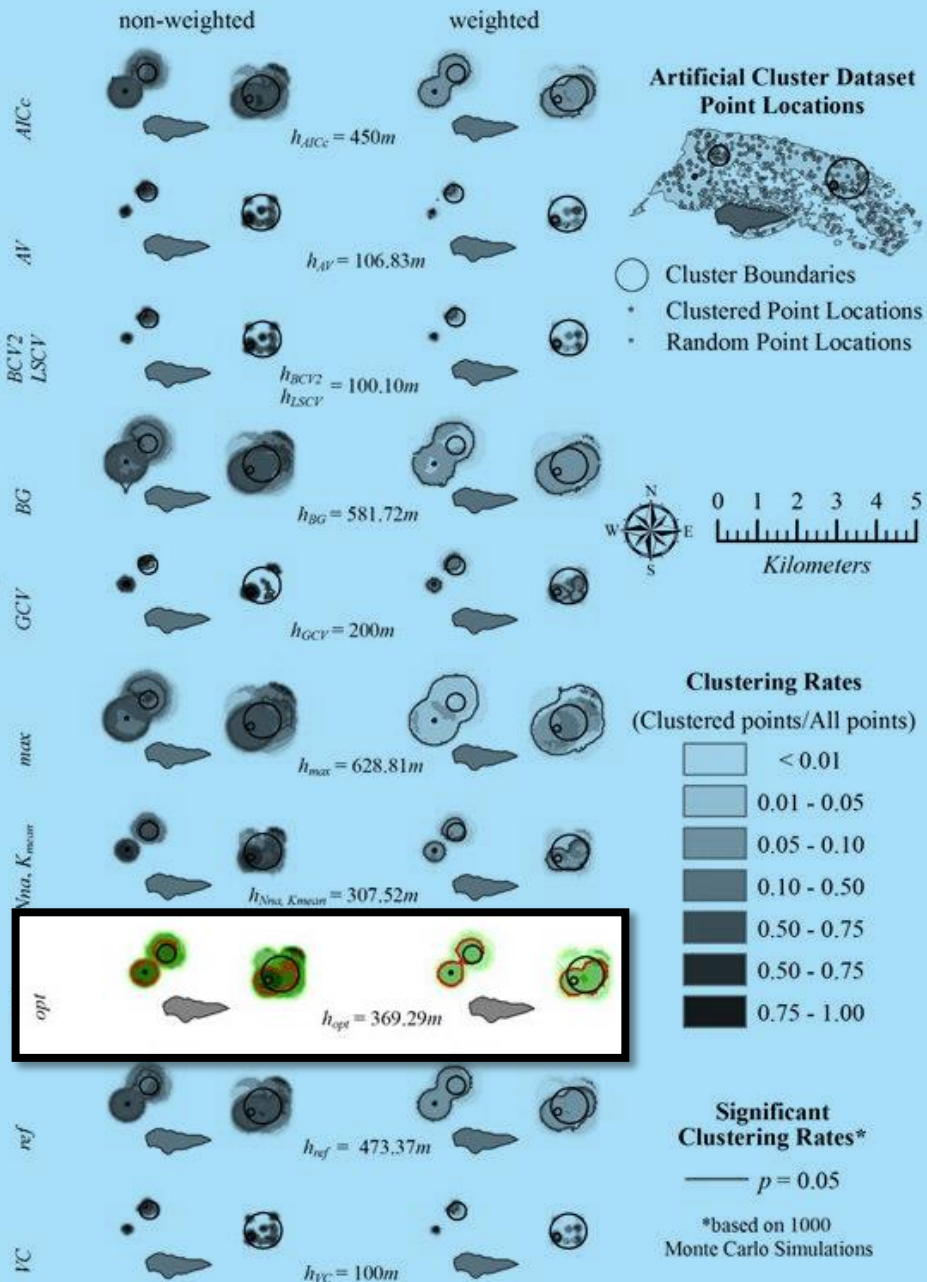 non-weighted weighted
AICc
h_AICc = 450m
AV
h_AV = 106.83m
BCV2
LSCV
h_BCV2
h_LSCV = 100.10m
BG
h_BG = 581.72m
GCV
h_GCV = 200m
max
h_max = 628.81m
Nna, K_mean
h_Nna, Kmean = 307.52m
opt
h_opt = 369.29m
ref
h_ref = 473.37m
VC
h_VC = 100m
Artificial Cluster Dataset
Point Locations
Cluster Boundaries
Clustered Point Locations
Random Point Locations
N
W E
S
0 1 2 3 4 5
Kilometers
Clustering Rates
(Clustered points/All points)
< 0.01
0.01 - 0.05
0.05 - 0.10
0.10 - 0.50
0.50 - 0.75
0.50 - 0.75
0.75 - 1.00
Significant
Clustering Rates*
p = 0.05
*based on 1000
Monte Carlo Simulations